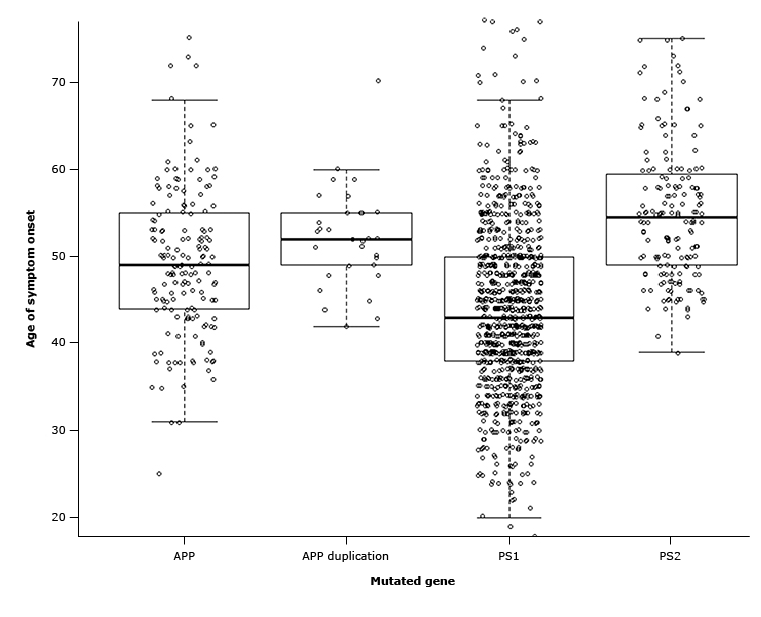 70
60
50
40
30
20
Age of symptom onset
APP
APP duplication
PS1
PS2
Mutated gene